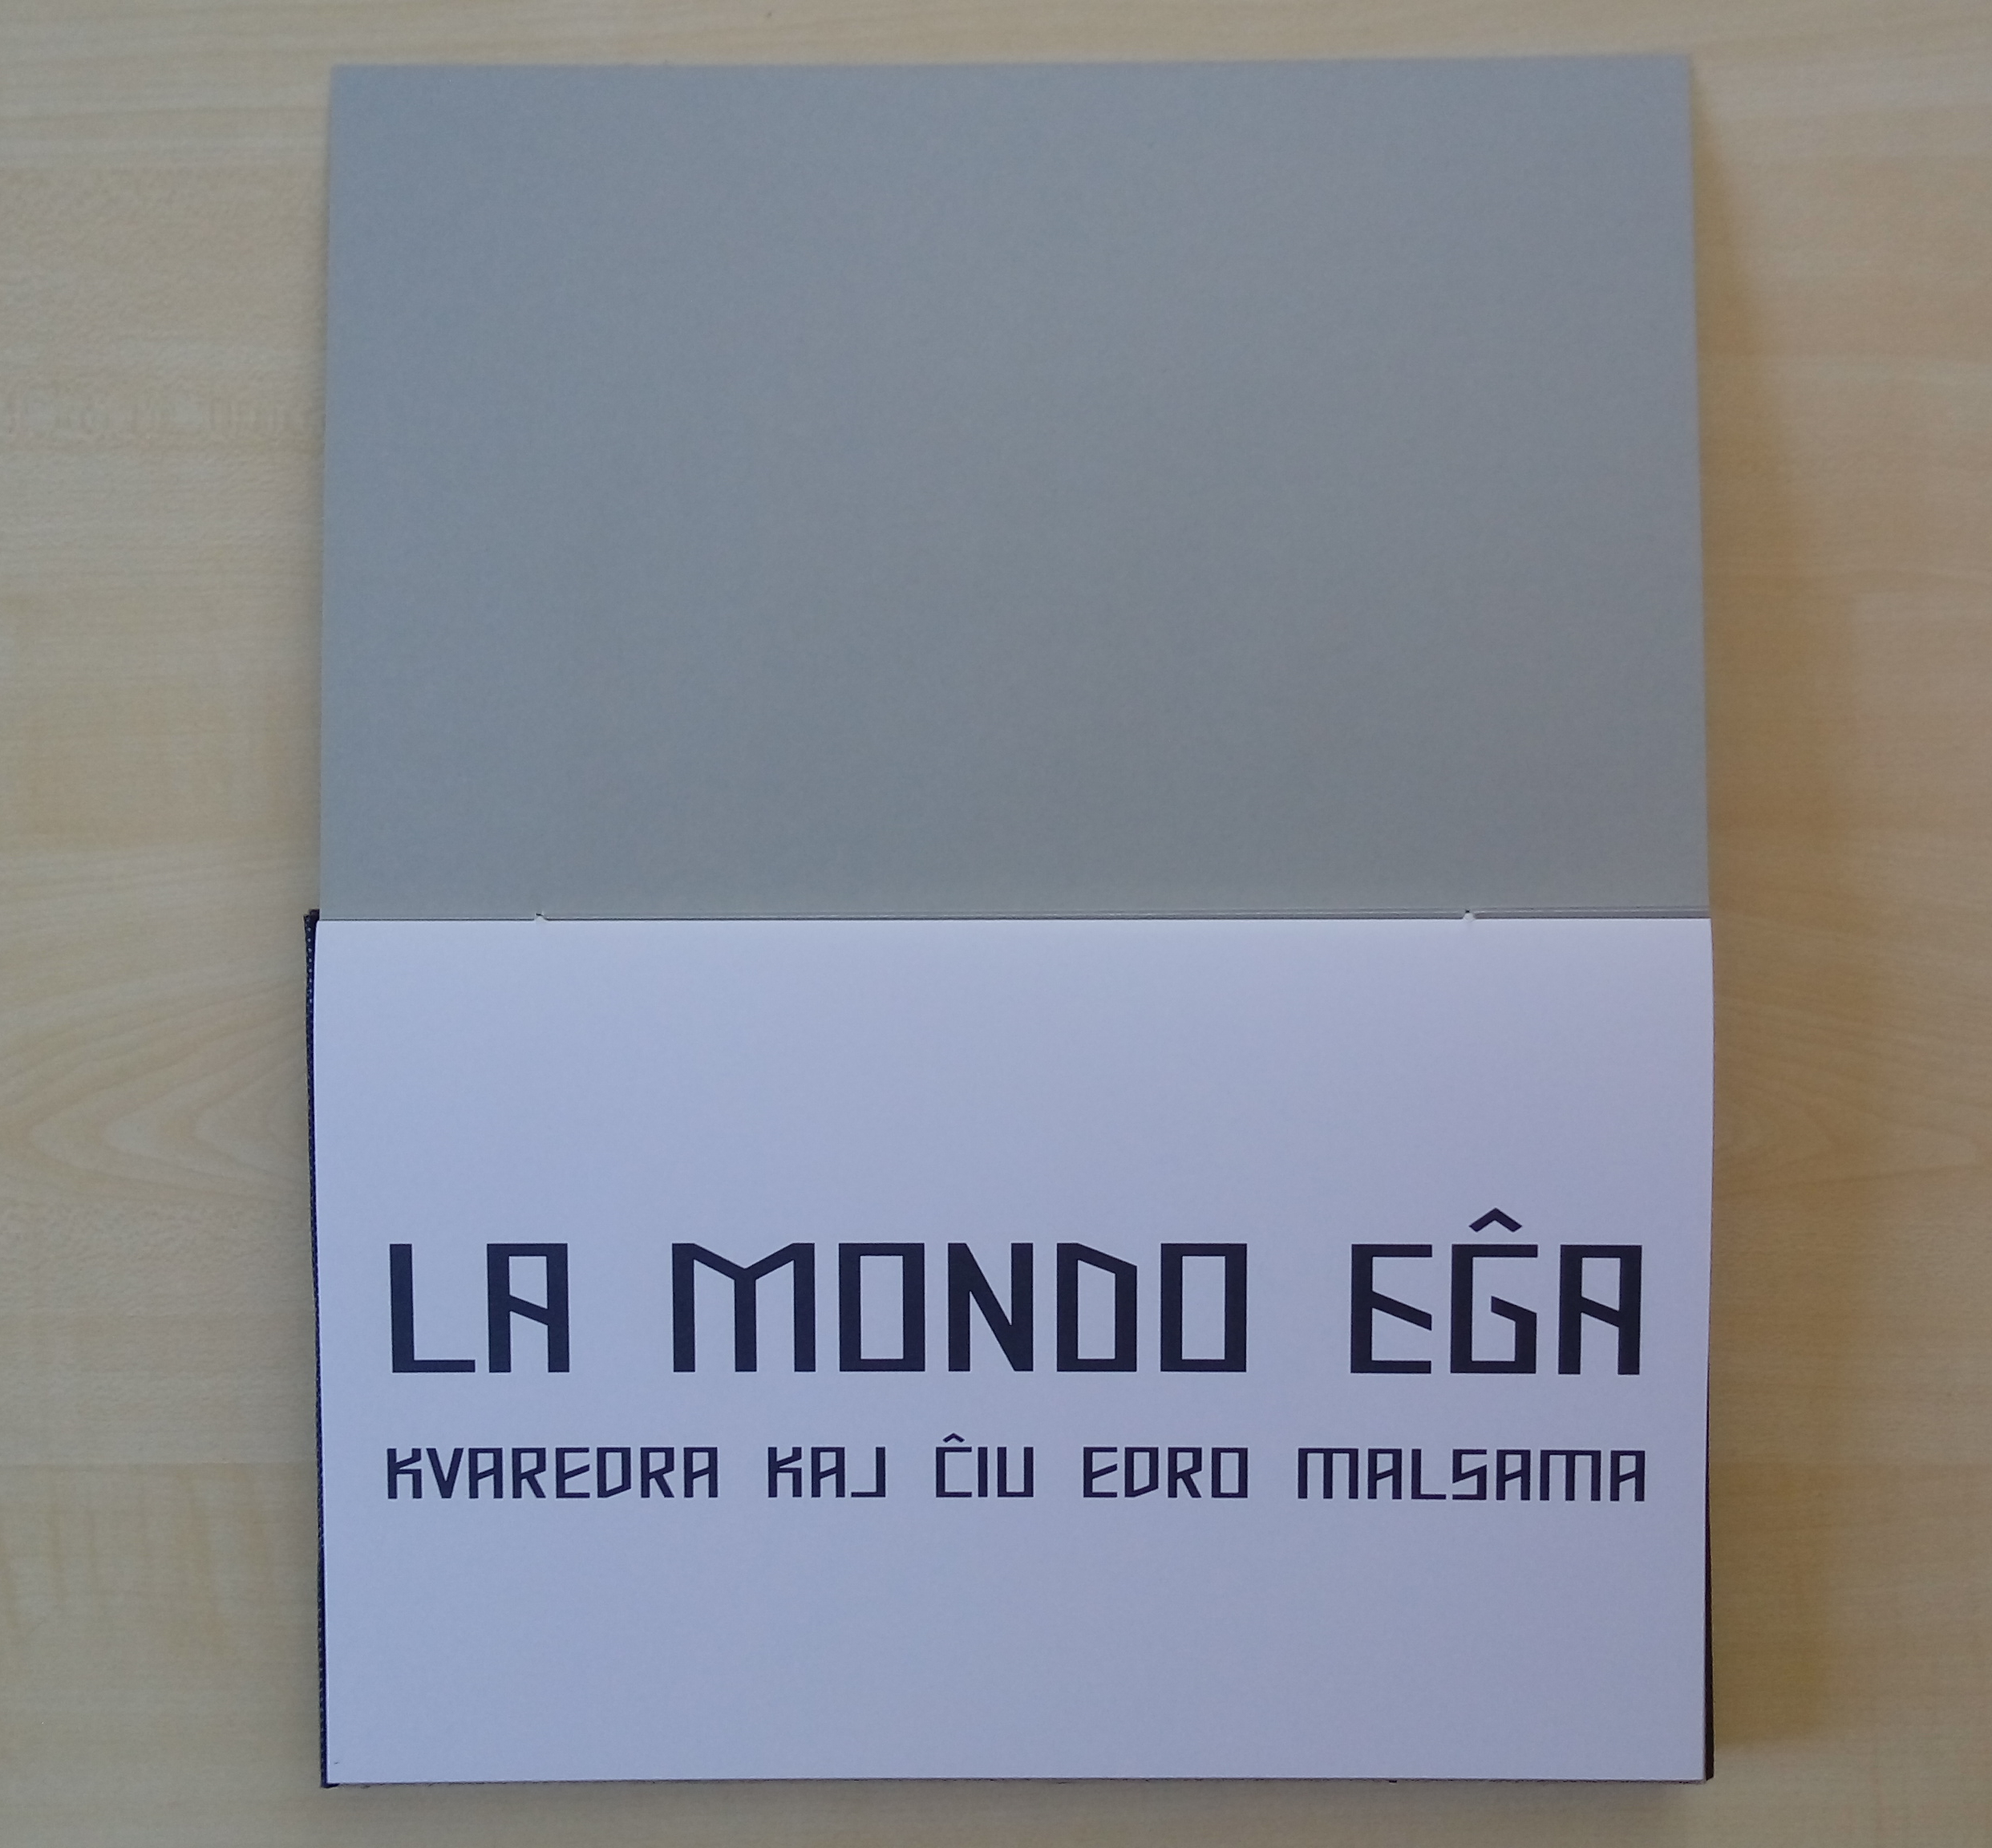 LA MONDO EĜA
KVAREDRA KAJ ĈIU EDRO MALSAMA